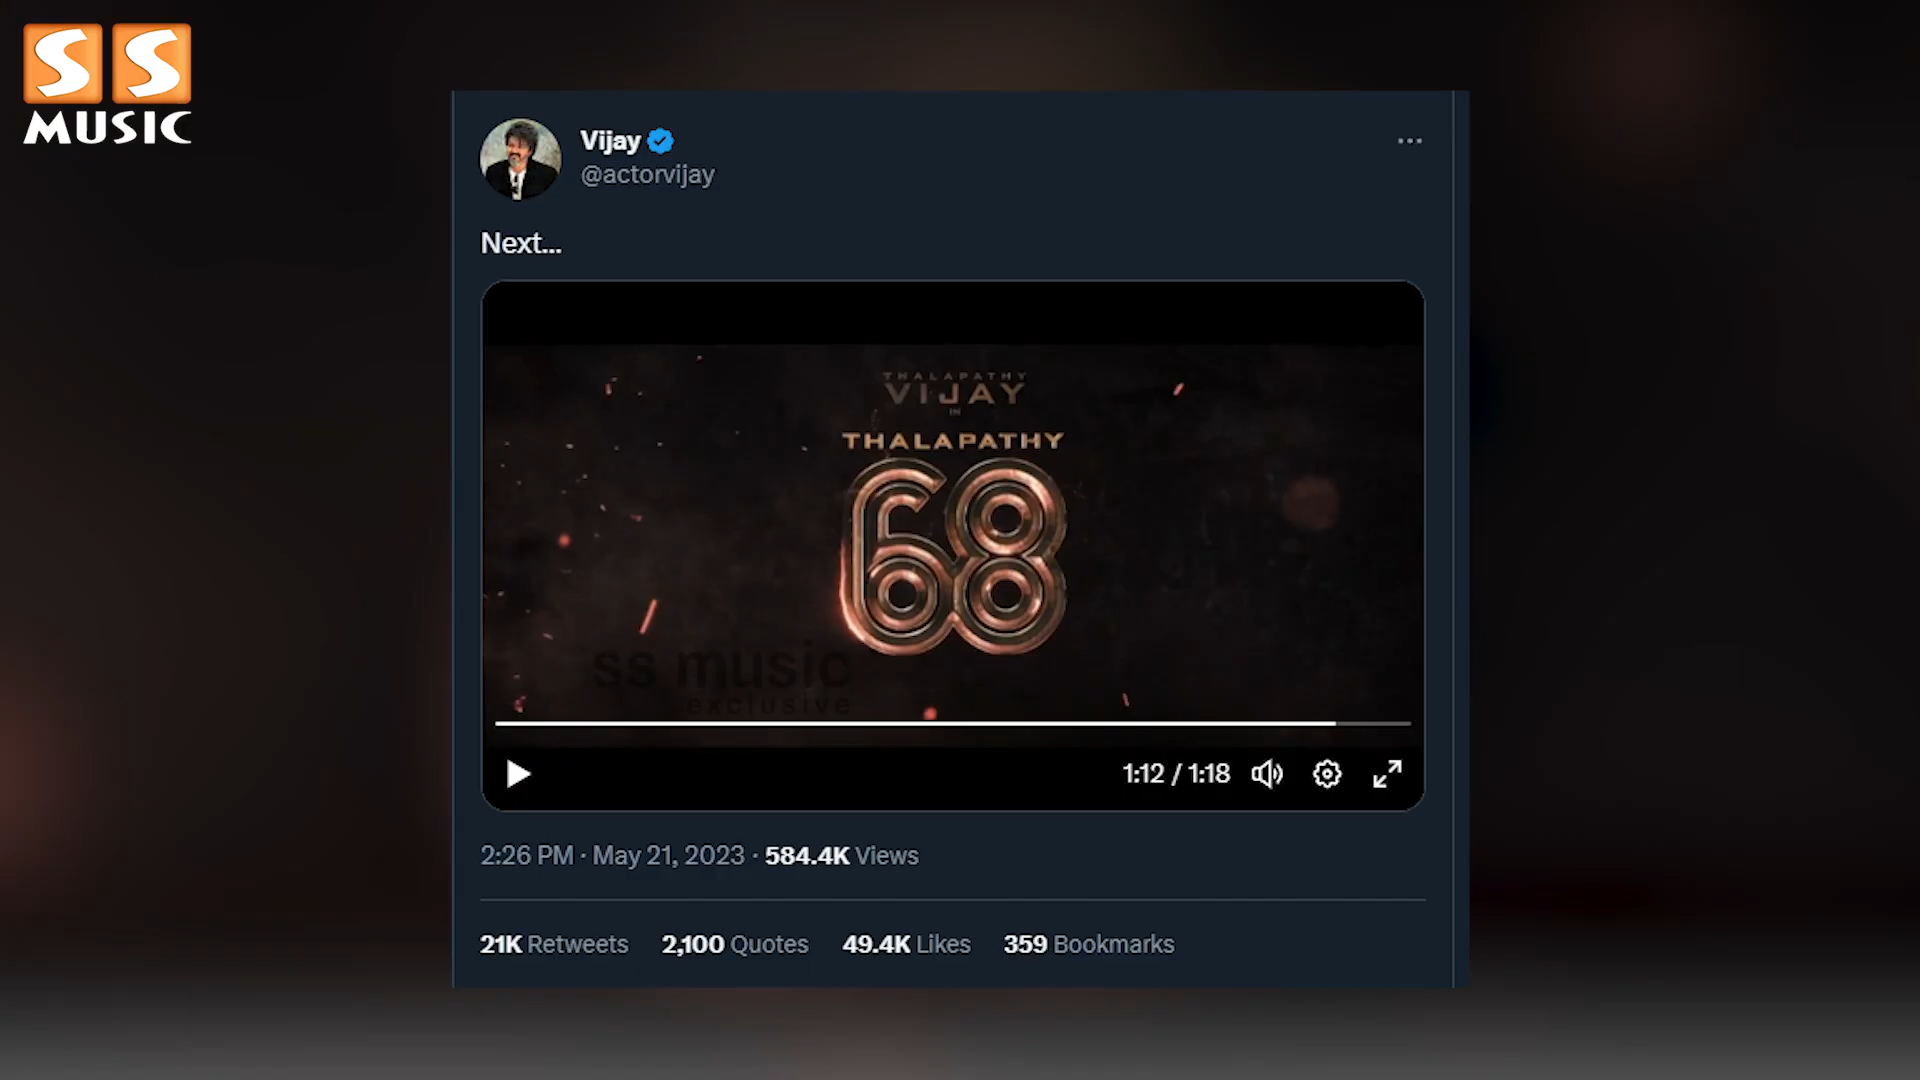 SS
MUSIC
Vijay
@actorvijay
Next...
THALAPATHY
VIJAY
IN
THALAPATHY
68
ss music
exclusive
1:12 / 1:18
2:26 PM · May 21, 2023 · 584.4K Views
21K Retweets 2,100 Quotes 49.4K Likes 359 Bookmarks